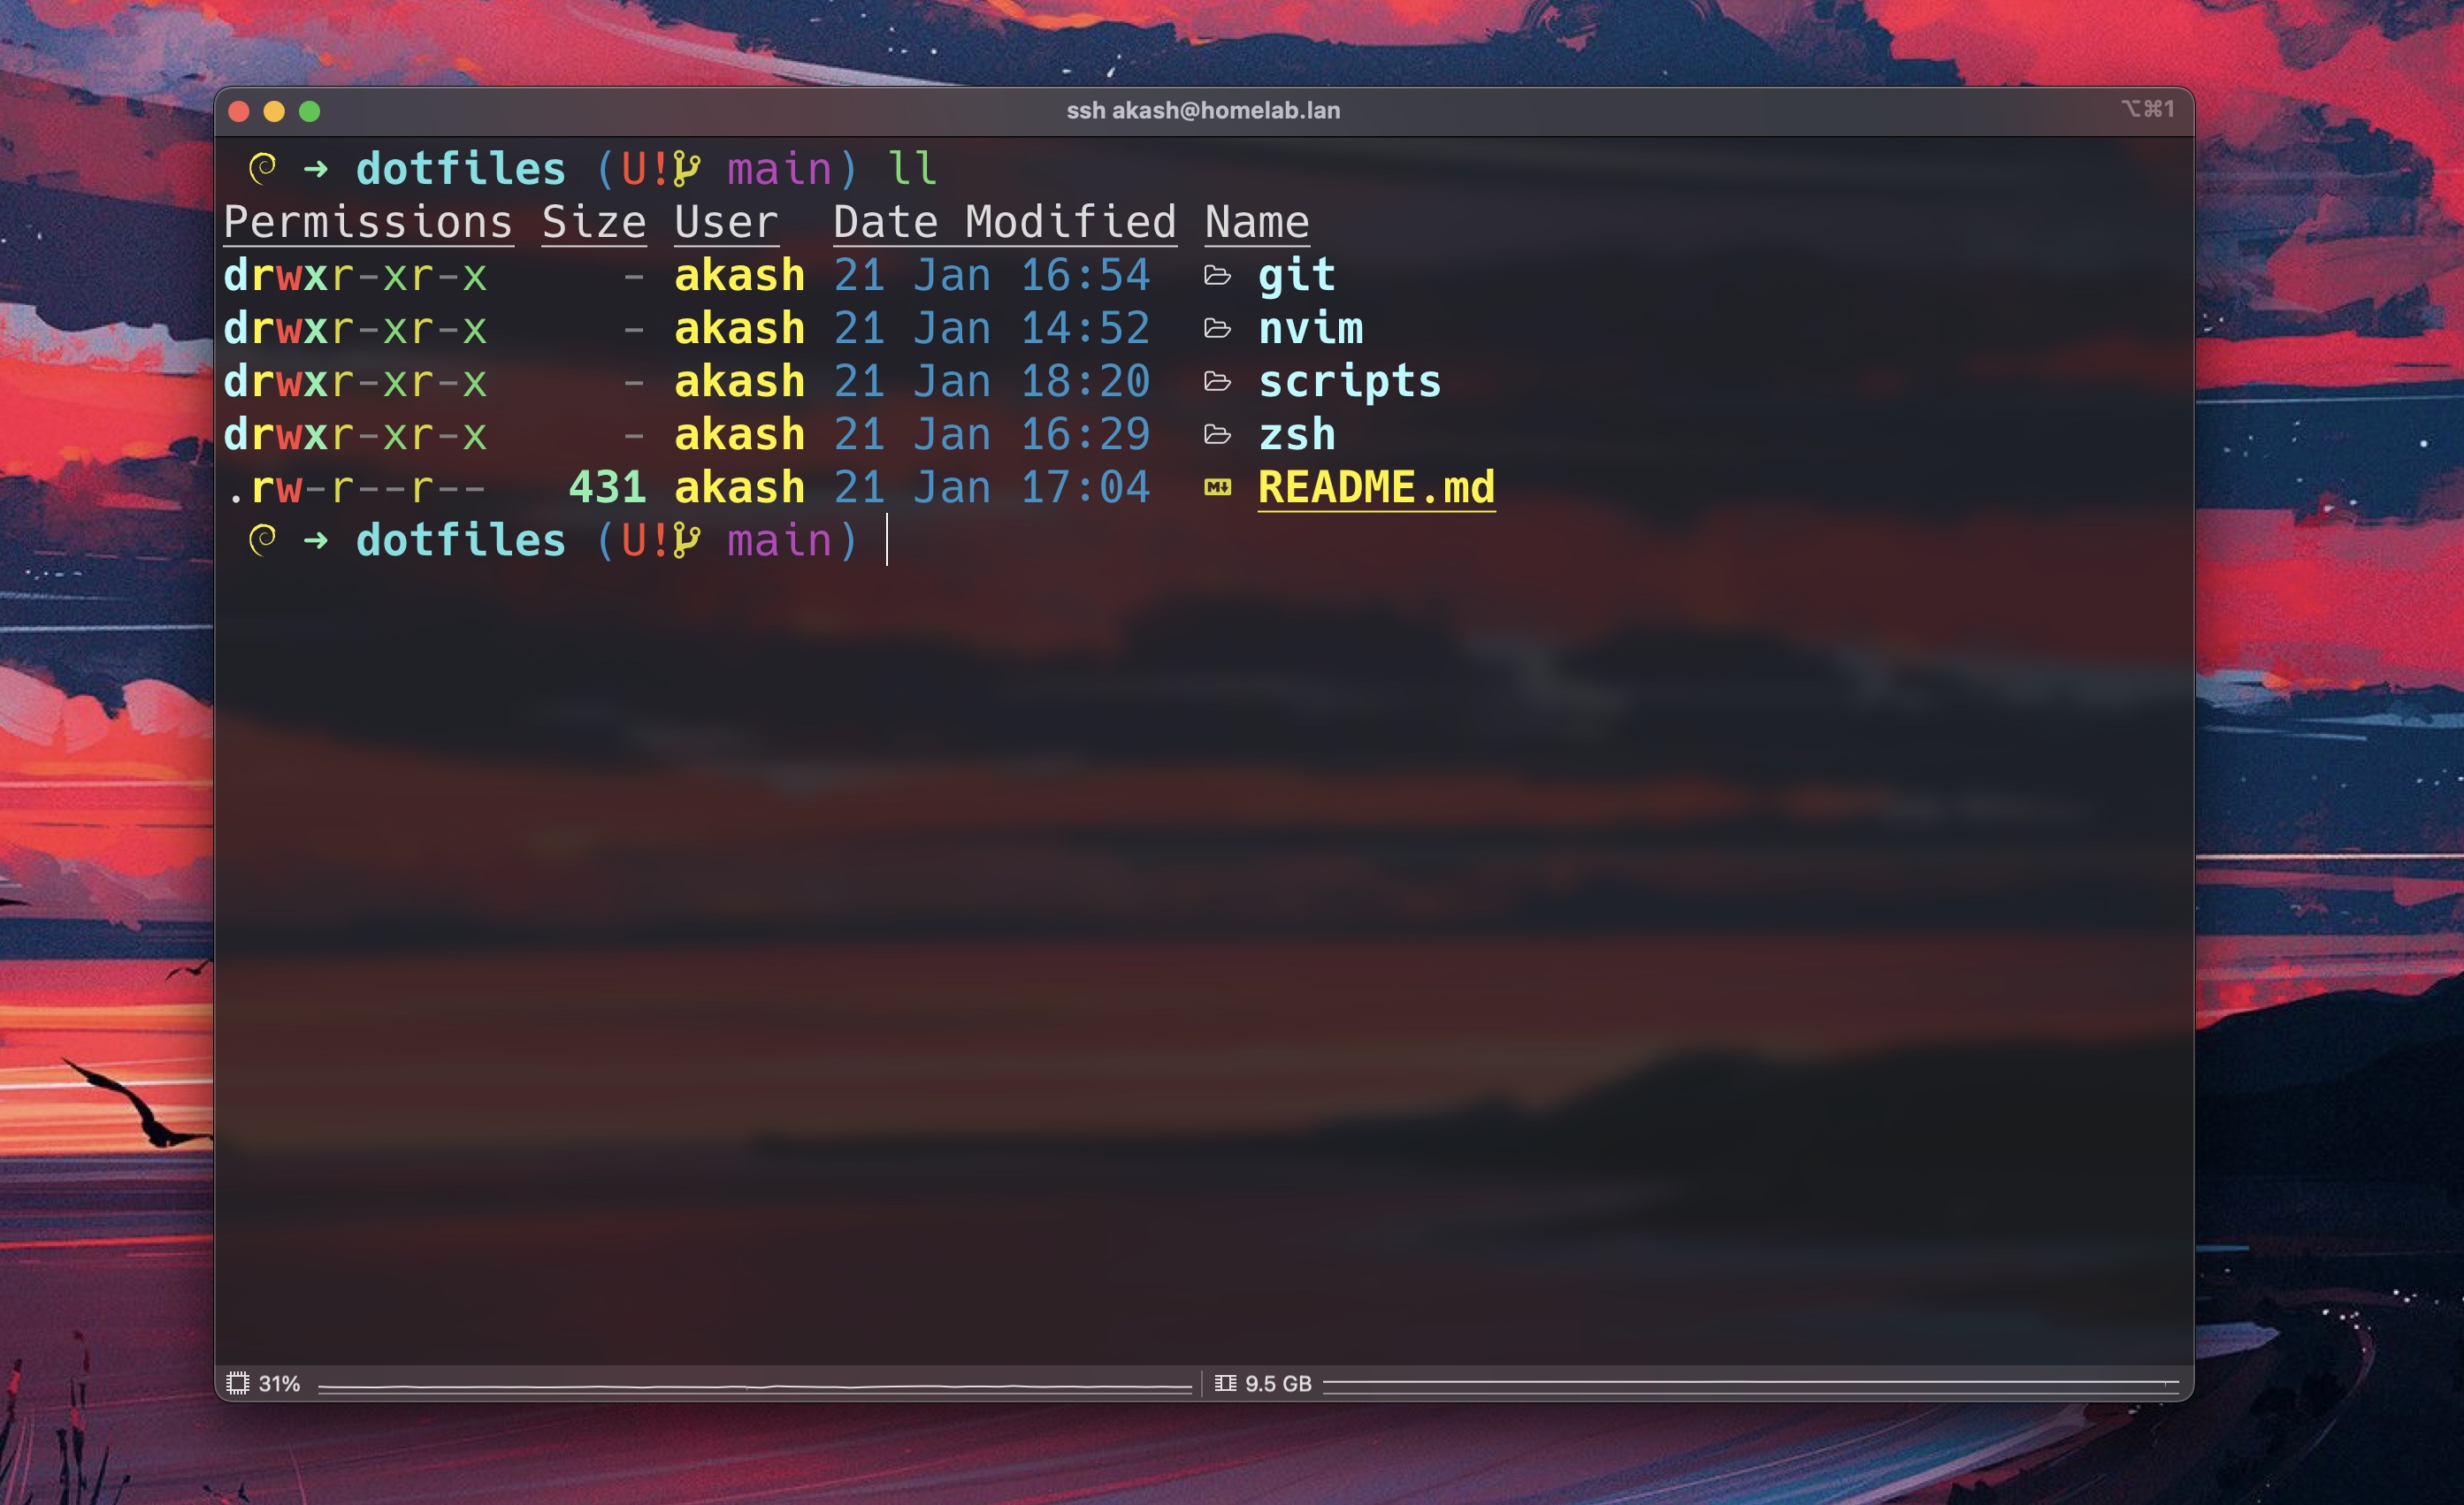 ssh akash@homelab.lan ⌥⌘1
➜ dotfiles (U! main) ll
Permissions Size User Date Modified Name
drwxr-xr-x - akash 21 Jan 16:54 git
drwxr-xr-x - akash 21 Jan 14:52 nvim
drwxr-xr-x - akash 21 Jan 18:20 scripts
drwxr-xr-x - akash 21 Jan 16:29 zsh
.rw-r--r-- 431 akash 21 Jan 17:04 README.md
➜ dotfiles (U! main)
31% 9.5 GB